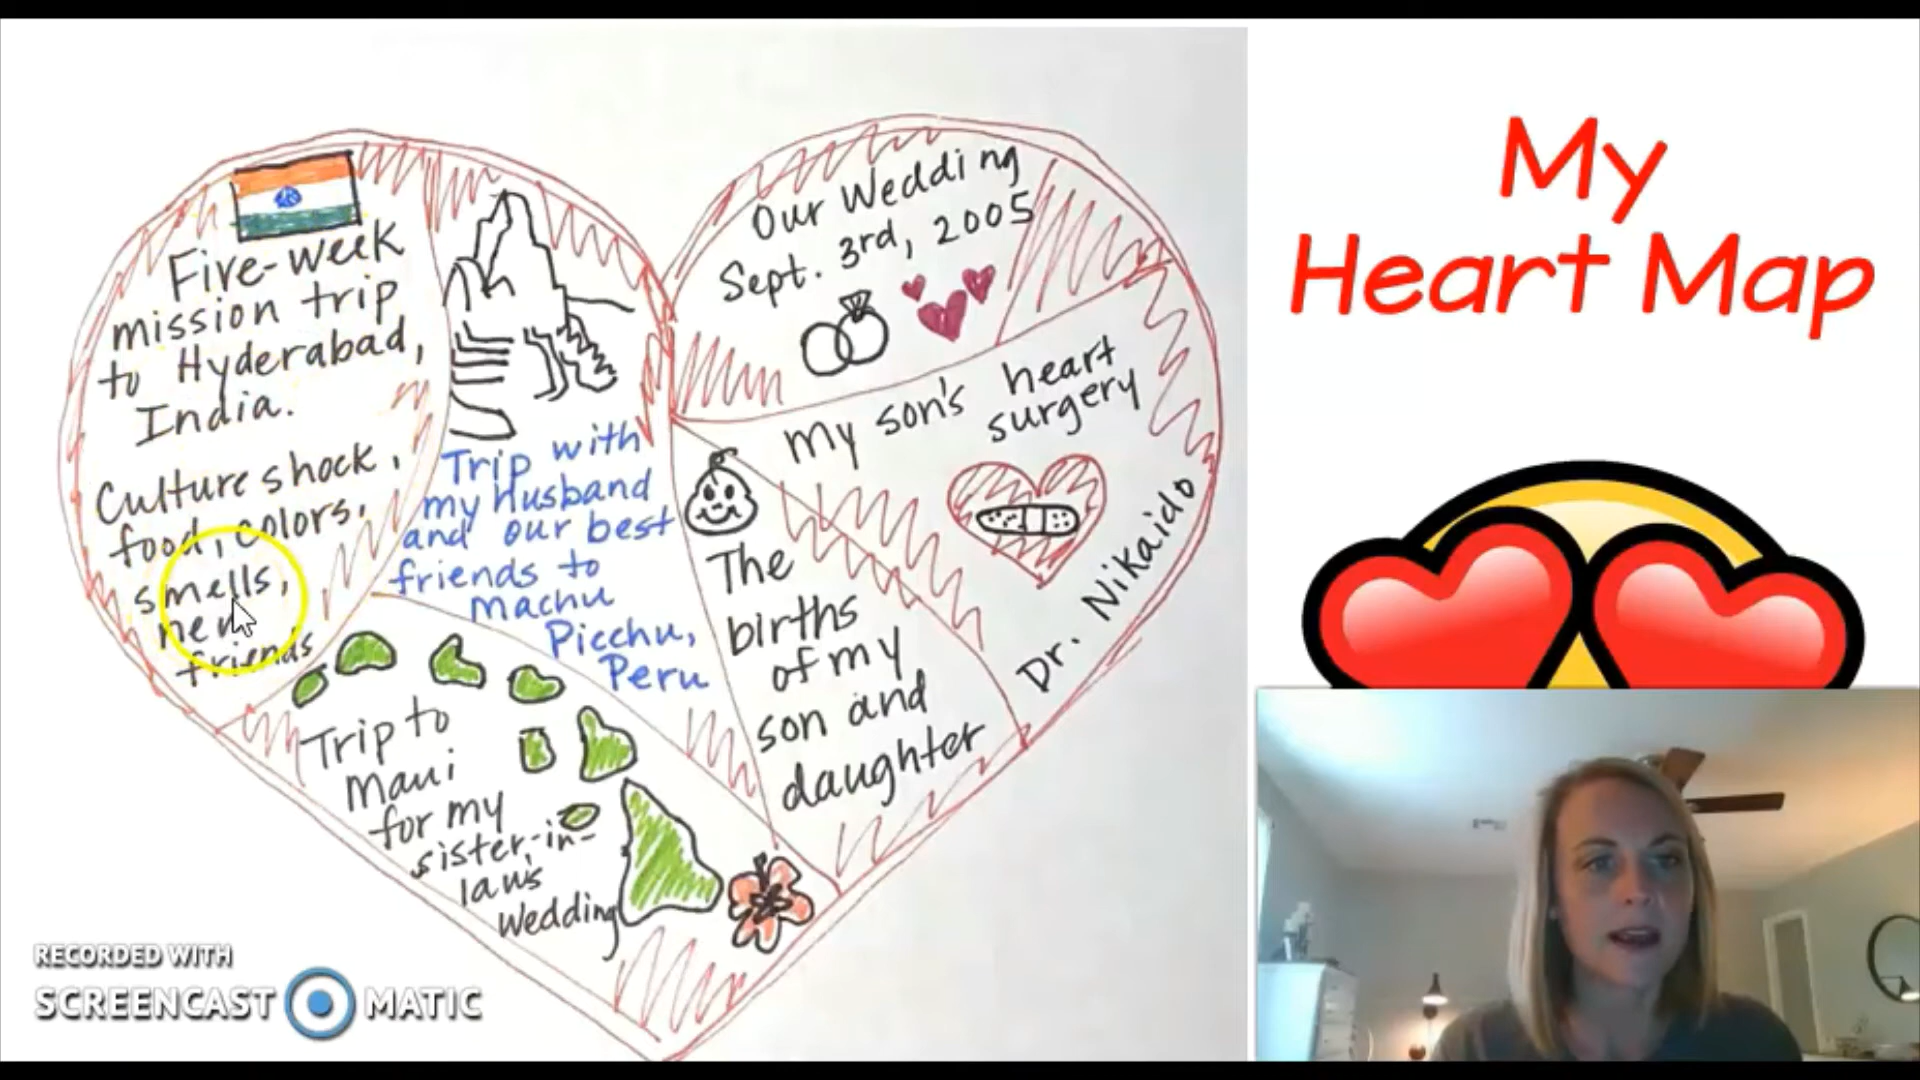 Five-week
mission trip
to Hyderabad,
India.
Culture shock,
food, colors,
smells,
new
friends
Trip with
my Husband
and our best
friends to
Machu
Picchu,
Peru
Our Wedding
Sept. 3rd, 2005
My son's heart
surgery
Dr. Nikaido
The
births
of my
son and
daughter
Trip to
Maui
for my
sister-in-
law's
Wedding
My
Heart Map
RECORDED WITH
SCREENCAST MATIC